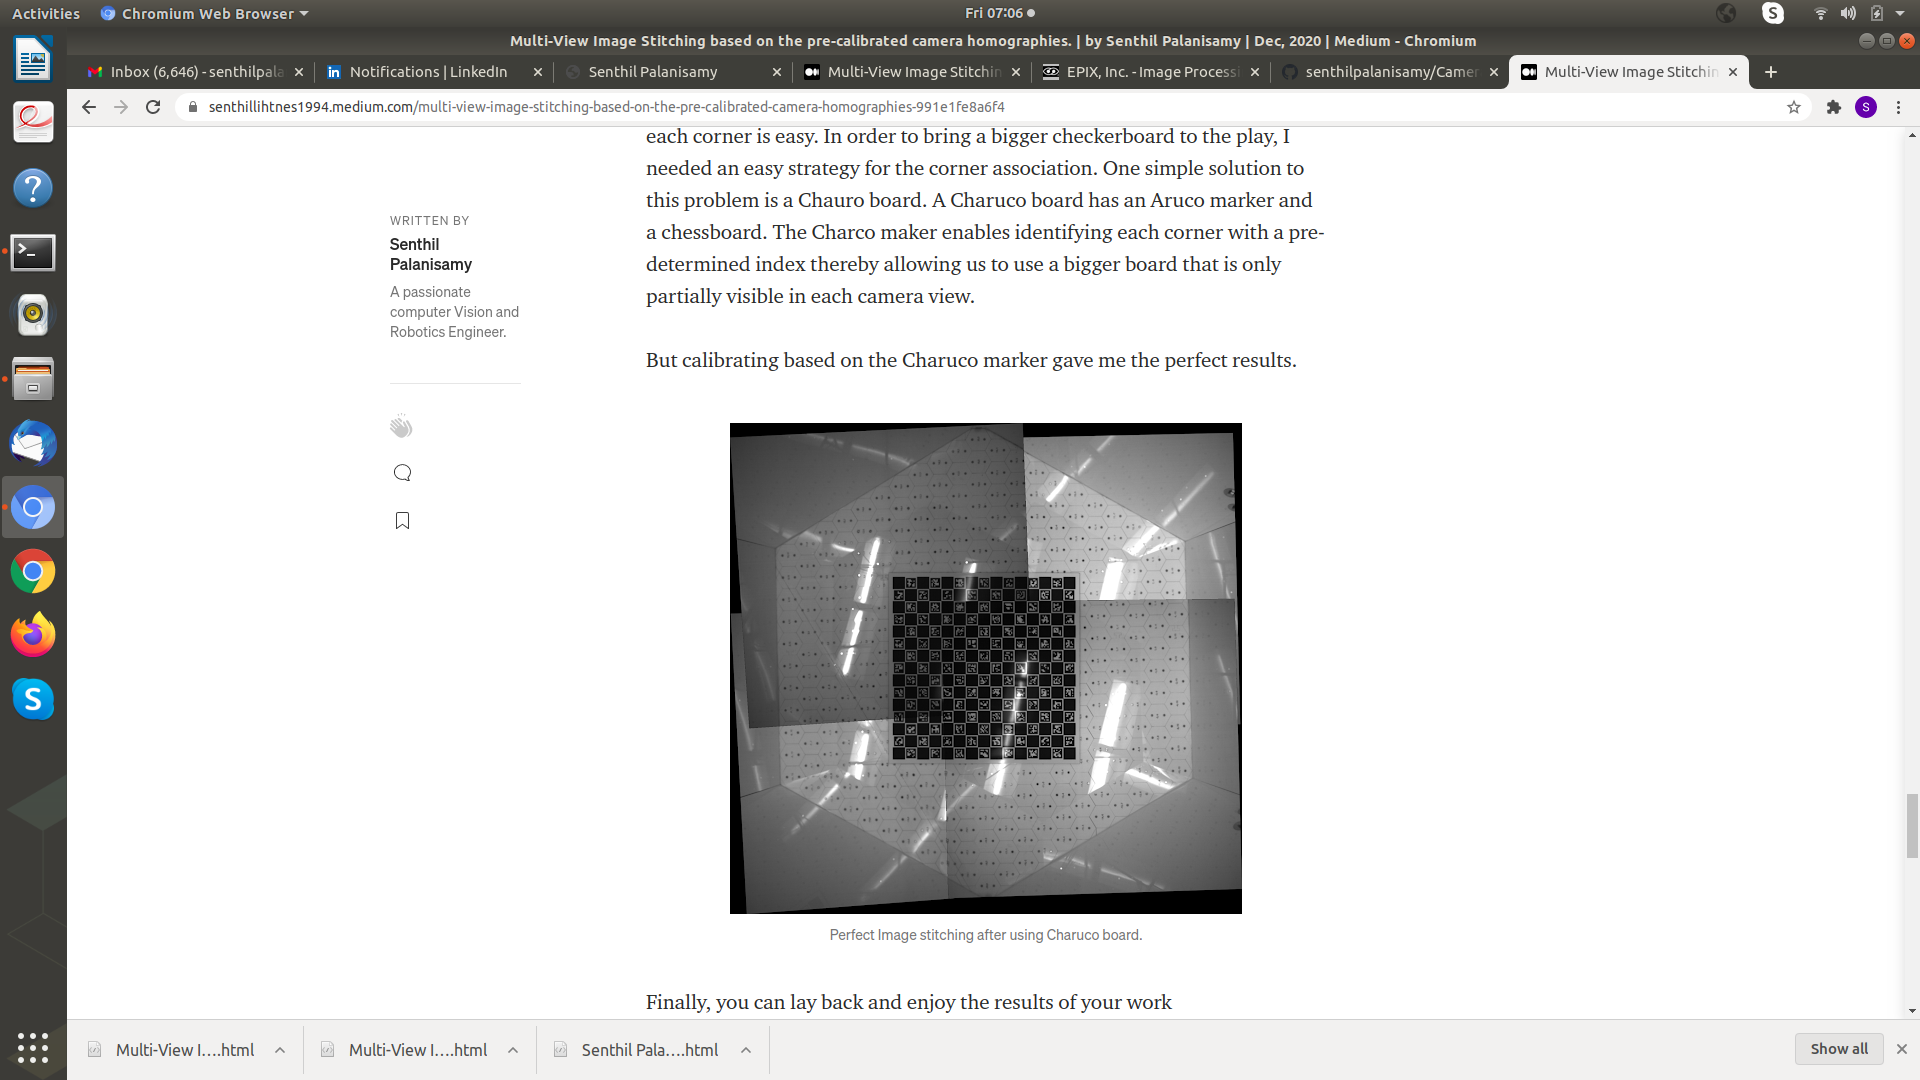 Activities
Chromium Web Browser
Fri 07:06
S
Multi-View Image Stitching based on the pre-calibrated camera homographies. | by Senthil Palanisamy | Dec, 2020 | Medium - Chromium
Inbox (6,646) - senthilpala
Notifications | LinkedIn
Senthil Palanisamy
Multi-View Image Stitchin
EPIX, Inc. - Image Processi
senthilpalanisamy/Camer
Multi-View Image Stitchin
senthillihtnes1994.medium.com/multi-view-image-stitching-based-on-the-pre-calibrated-camera-homographies-991e1fe8a6f4
S
each corner is easy. In order to bring a bigger checkerboard to the play, I
needed an easy strategy for the corner association. One simple solution to
this problem is a Chauro board. A Charuco board has an Aruco marker and
a chessboard. The Charco maker enables identifying each corner with a pre-
determined index thereby allowing us to use a bigger board that is only
partially visible in each camera view.
WRITTEN BY
Senthil
Palanisamy
A passionate
computer Vision and
Robotics Engineer.
But calibrating based on the Charuco marker gave me the perfect results.
Perfect Image stitching after using Charuco board.
Finally, you can lay back and enjoy the results of your work
Multi-View I....html
Multi-View I....html
Senthil Pala....html
Show all